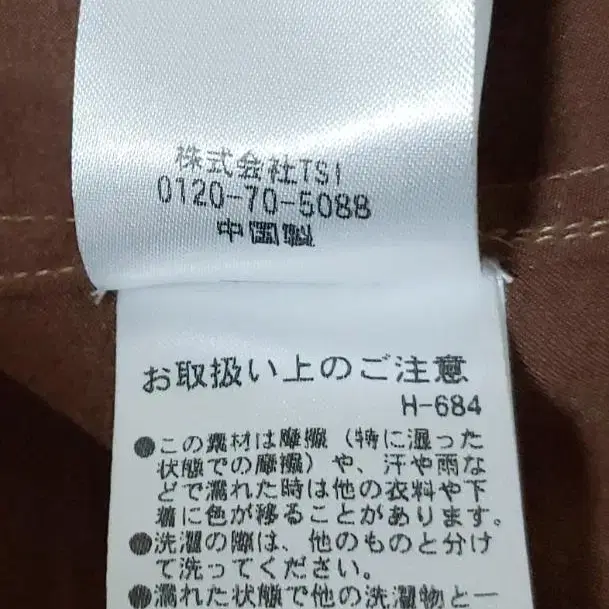 株式会社TSI
0120-70-5088
中国製
お取扱い上のご注意
H-684
●この素材は摩擦(特に湿った
状態での摩擦)や、汗や雨な
どで濡れた時は他の衣料や下
着に色が移ることがあります。
●洗濯の際は、他のものと分け
て洗ってください。
●濡れた状態で他の洗濯物と一